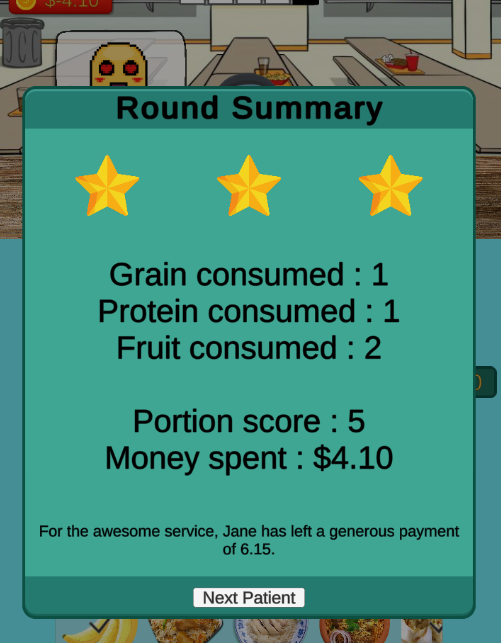 $-4.10
Round Summary
Grain consumed : 1
Protein consumed : 1
Fruit consumed : 2
Portion score : 5
Money spent : $4.10
For the awesome service, Jane has left a generous payment
of 6.15.
Next Patient